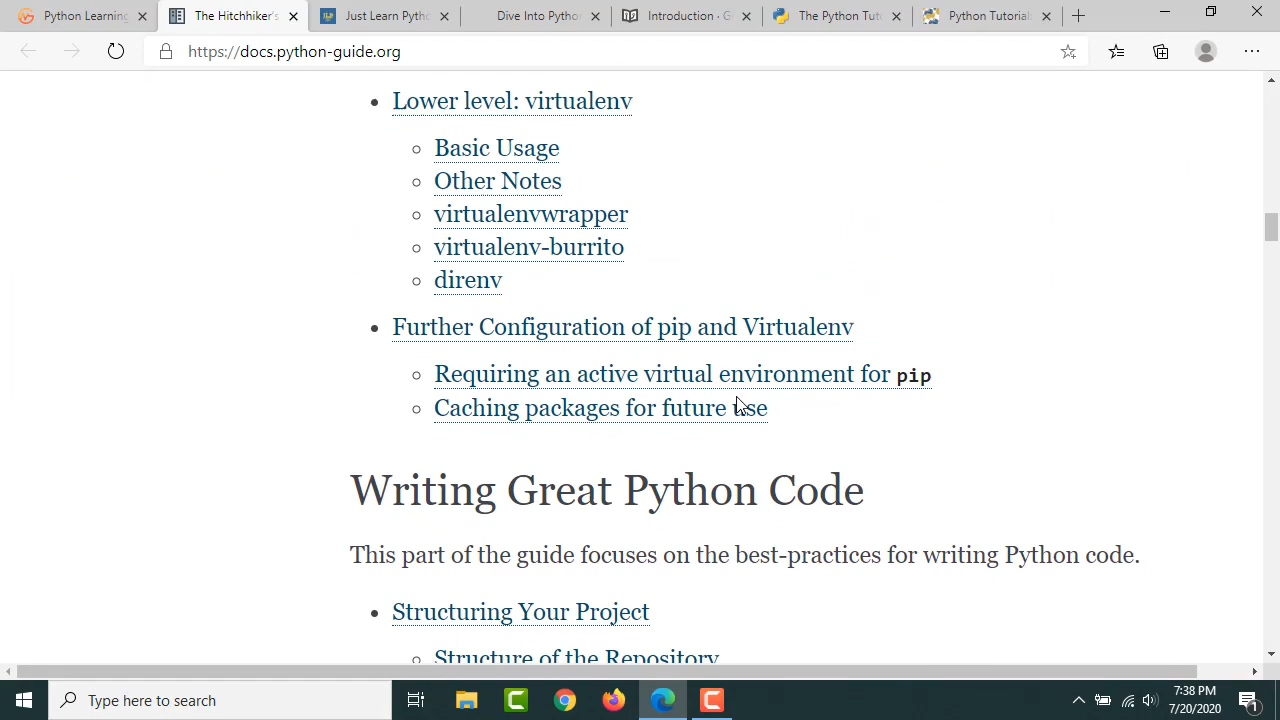 Python Learning
The Hitchhiker's
Just Learn Pytho
Dive Into Python
Introduction · G
The Python Tut
Python Tutorial
https://docs.python-guide.org
Lower level: virtualenv
Basic Usage
Other Notes
virtualenvwrapper
virtualenv-burrito
direnv
Further Configuration of pip and Virtualenv
Requiring an active virtual environment for pip
Caching packages for future use
Writing Great Python Code
This part of the guide focuses on the best-practices for writing Python code.
Structuring Your Project
Structure of the Repository
Type here to search
7:38 PM
7/20/2020
1